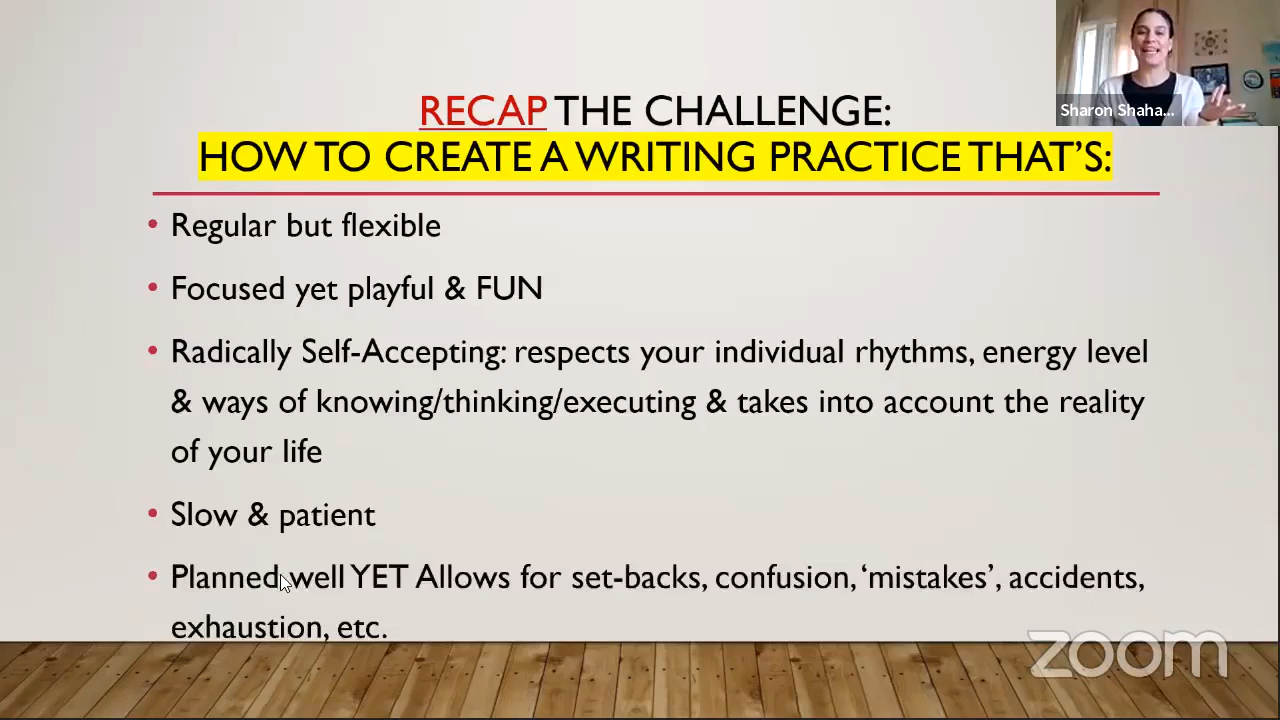 Sharon Shaha...
RECAP THE CHALLENGE:
HOW TO CREATE A WRITING PRACTICE THAT'S:
• Regular but flexible
• Focused yet playful & FUN
• Radically Self-Accepting: respects your individual rhythms, energy level
& ways of knowing/thinking/executing & takes into account the reality
of your life
• Slow & patient
• Planned well YET Allows for set-backs, confusion, ‘mistakes’, accidents,
exhaustion, etc.
zoom